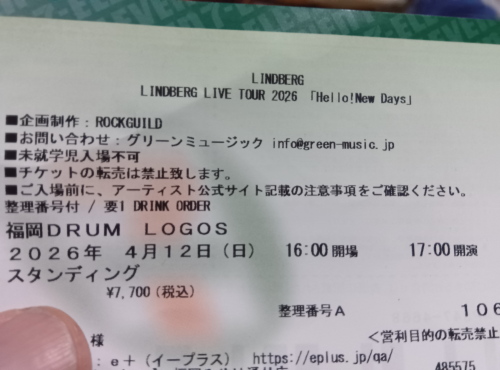 LINDBERG
LINDBERG LIVE TOUR 2026 「Hello!New Days」
■企画制作：ROCKGUILD
■お問い合わせ：グリーンミュージック info@green-music.jp
■未就学児入場不可
■チケットの転売は禁止致します。
■ご入場前に、アーティスト公式サイト記載の注意事項をご確認ください。
整理番号付 / 要1 DRINK ORDER
福岡DRUM LOGOS
2026年 4月12日（日） 16:00開場 17:00開演
スタンディング
¥7,700(税込)
整理番号A 106
様 <営利目的の転売禁止
：e+（イープラス） https://eplus.jp/qa/
485575